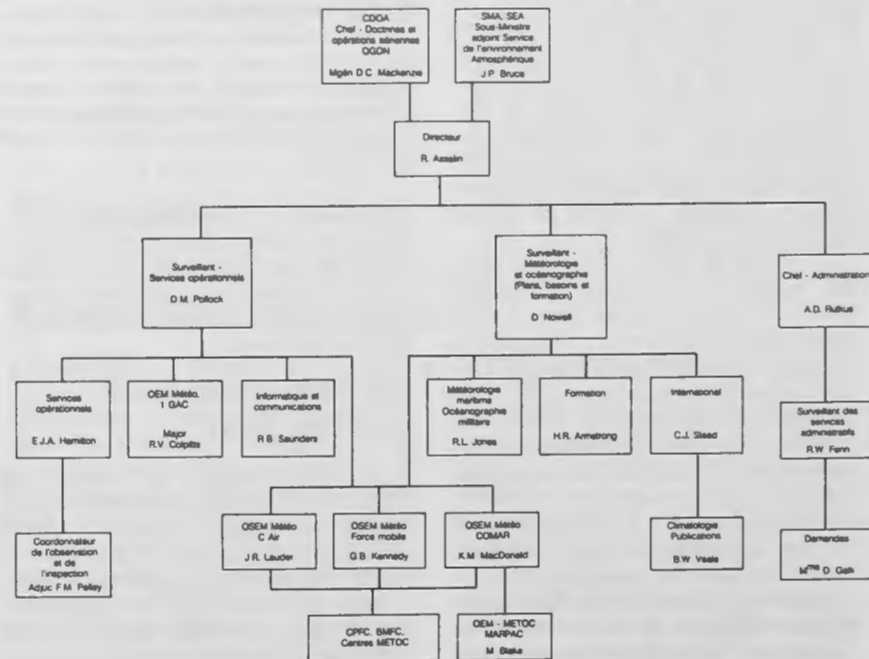 CDOA
Chef - Doctrines et
opérations aériennes
QGDN
Mgén D.C. Mackenzie
SMA, SEA
Sous-Ministre
adjoint Service
de l'environnement
Atmosphérique
J.P. Bruce
Directeur
R. Asselin
Surveillant -
Services opérationnels
D.M. Pollock
Surveillant -
Météorologie
et océanographie
(Plans, besoins et
formation)
D. Nowell
Chef - Administration
A.D. Rutkus
Services
opérationnels
E.J.A. Hamilton
OEM Météo,
1 GAC
Major
R.V. Colpitts
Informatique et
communications
R.B. Saunders
Météorologie
maritime
Océanographie
militaire
R.L. Jones
Formation
H.R. Armstrong
International
C.J. Stead
Surveillant des
services
administratifs
R.W. Fenn
Coordonnateur
de l'observation
et de
l'inspection
Adjuc F.M. Pelley
OSEM Météo
C Air
J.R. Lauder
OSEM Météo
Force mobile
G.B. Kennedy
OSEM Météo
COMAR
K.M. MacDonald
Climatologie
Publications
B.W. Veale
Demandes
Mme D.
CPFC, BMFC,
Centres METOC
OEM - METOC
MARPAC
M. Blake